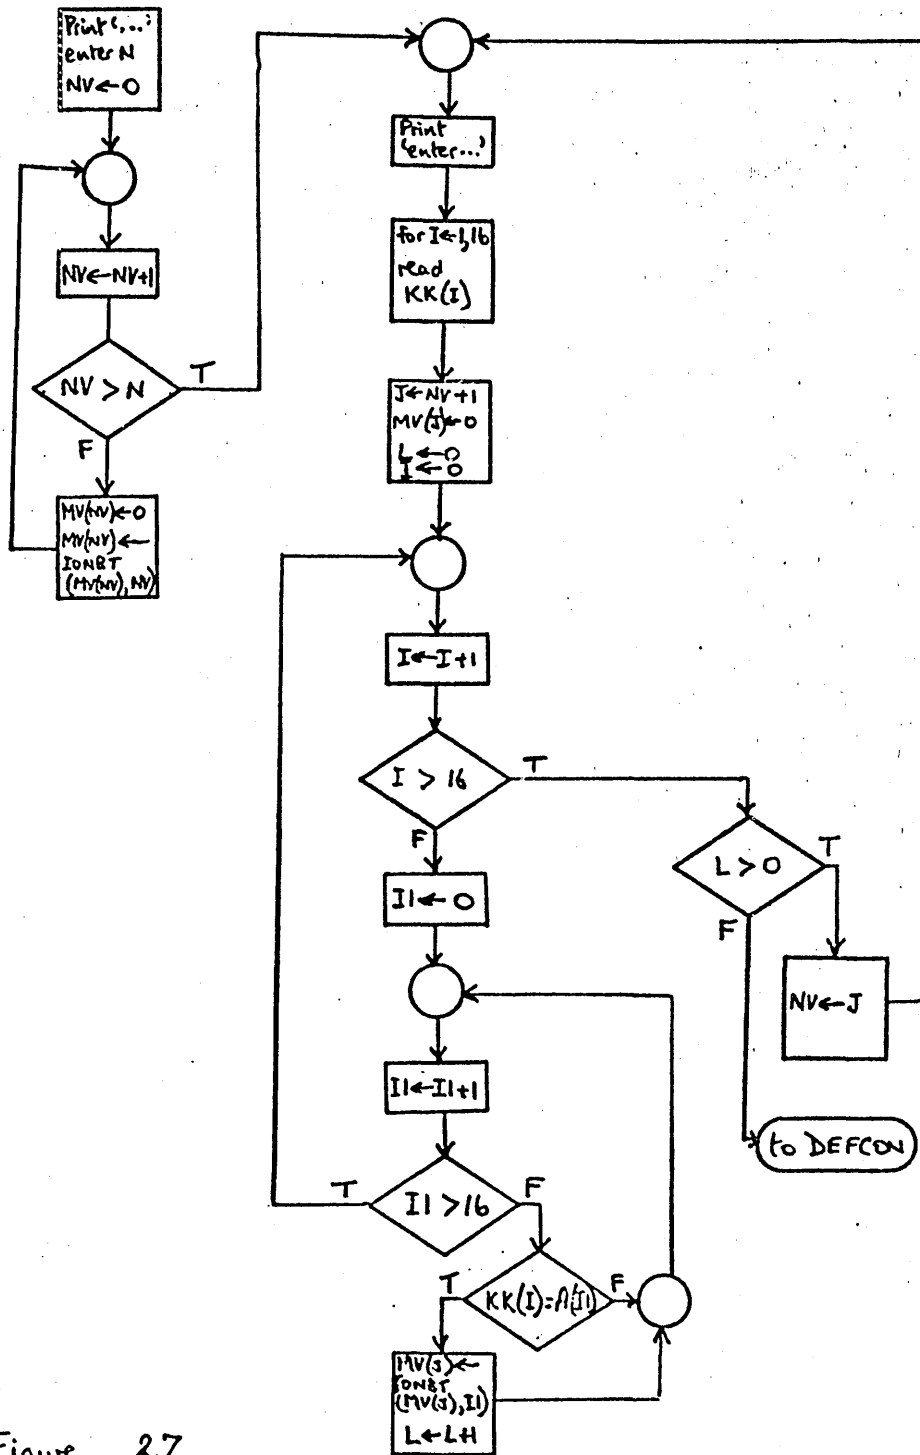 Print '...'
enter N
NV←0
NV←NV+1
NV > N
T
F
MV(NV)←0
MV(NV)←
IONBT
(MV(NV), NV)
Print
'enter...'
for I←1,16
read
KK(I)
J←NV+1
MV(J)←0
L←0
I←0
I←I+1
I > 16
T
F
I1←0
L > 0
T
F
NV←J
I1←I1+1
to DEFCON
I1 > 16
T
F
KK(I)=A(I1)
T
F
MV(J)←
IONBT
(MV(J), I1)
L←L+1
Figure 2.7